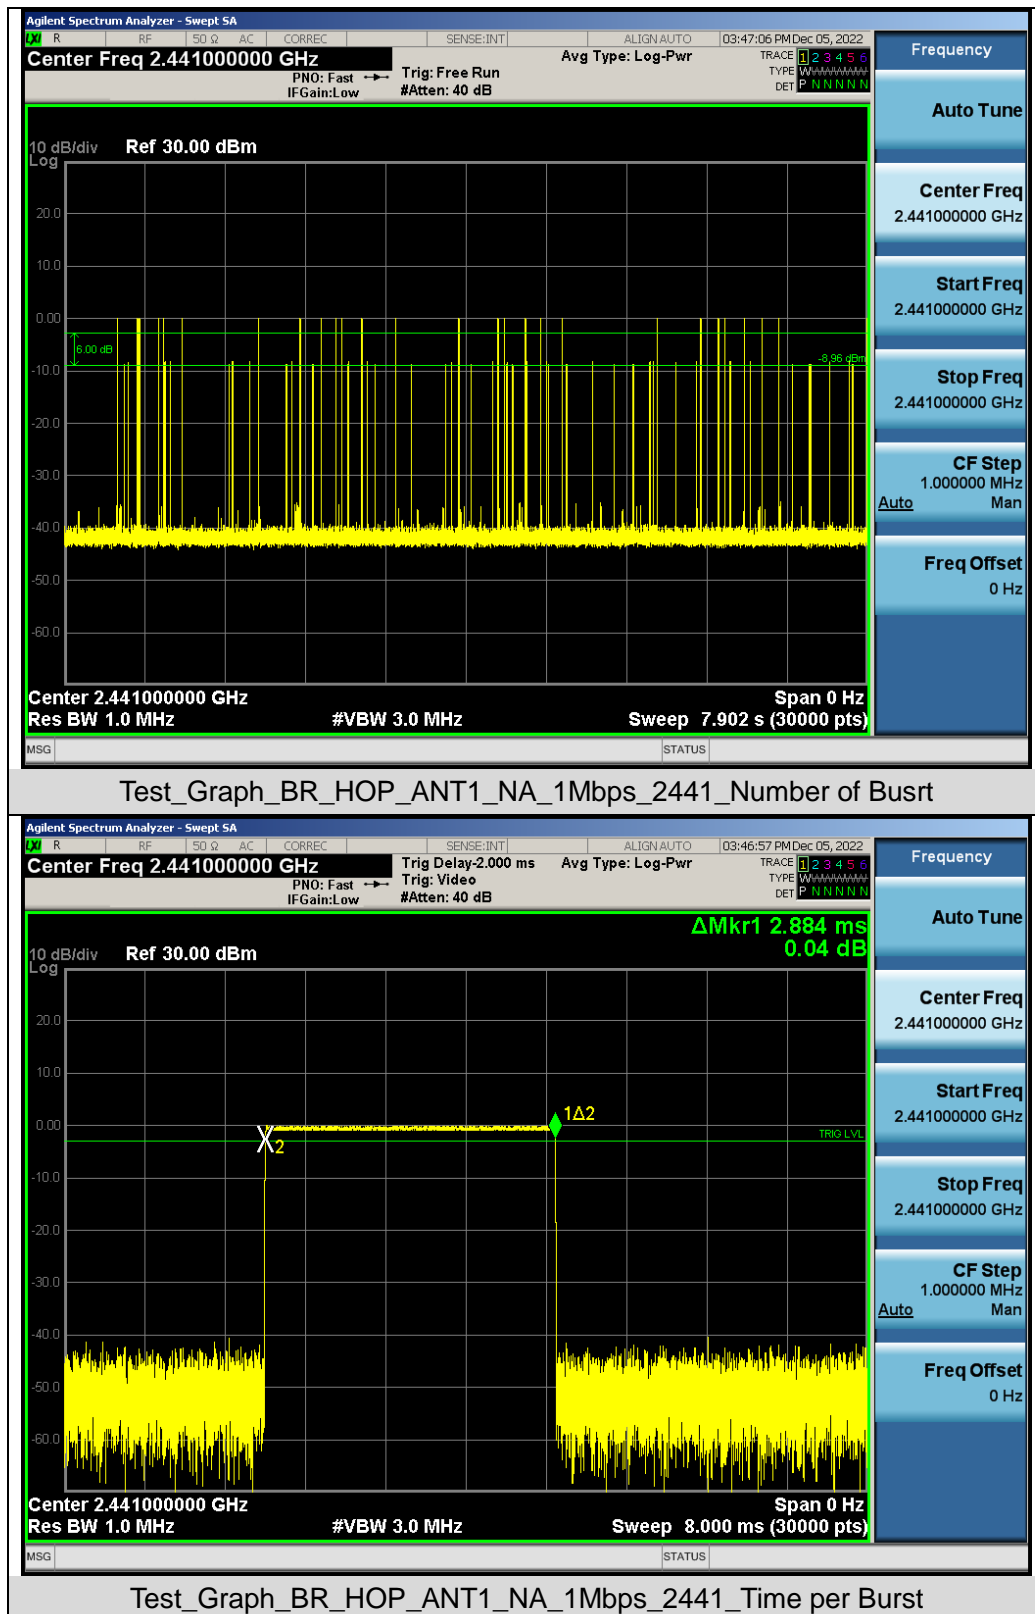 Agilent Spectrum Analyzer - Swept SA
LXI R RF 50 Ω AC CORREC SENSE:INT ALIGN AUTO 03:47:06 PM Dec 05, 2022
Center Freq 2.441000000 GHz
PNO: Fast
IFGain:Low
Trig: Free Run
#Atten: 40 dB
Avg Type: Log-Pwr
TRACE 1 2 3 4 5 6
TYPE WWWWWW
DET P N N N N N
Frequency
Auto Tune
Center Freq
2.441000000 GHz
Start Freq
2.441000000 GHz
Stop Freq
2.441000000 GHz
CF Step
1.000000 MHz
Auto Man
Freq Offset
0 Hz
10 dB/div Ref 30.00 dBm
Log
20.0
10.0
0.00
6.00 dB
-8.96 dBm
-10.0
-20.0
-30.0
-40.0
-50.0
-60.0
Center 2.441000000 GHz Span 0 Hz
Res BW 1.0 MHz #VBW 3.0 MHz Sweep 7.902 s (30000 pts)
MSG STATUS
Test_Graph_BR_HOP_ANT1_NA_1Mbps_2441_Number of Busrt
Agilent Spectrum Analyzer - Swept SA
LXI R RF 50 Ω AC CORREC SENSE:INT ALIGN AUTO 03:46:57 PM Dec 05, 2022
Center Freq 2.441000000 GHz
PNO: Fast
IFGain:Low
Trig Delay-2.000 ms
Trig: Video
#Atten: 40 dB
Avg Type: Log-Pwr
TRACE 1 2 3 4 5 6
TYPE WWWWWW
DET P N N N N N
Frequency
Auto Tune
Center Freq
2.441000000 GHz
Start Freq
2.441000000 GHz
Stop Freq
2.441000000 GHz
CF Step
1.000000 MHz
Auto Man
Freq Offset
0 Hz
ΔMkr1 2.884 ms
0.04 dB
10 dB/div Ref 30.00 dBm
Log
20.0
10.0
0.00
1Δ2
TRIG LVL
2
-10.0
-20.0
-30.0
-40.0
-50.0
-60.0
Center 2.441000000 GHz Span 0 Hz
Res BW 1.0 MHz #VBW 3.0 MHz Sweep 8.000 ms (30000 pts)
MSG STATUS
Test_Graph_BR_HOP_ANT1_NA_1Mbps_2441_Time per Burst